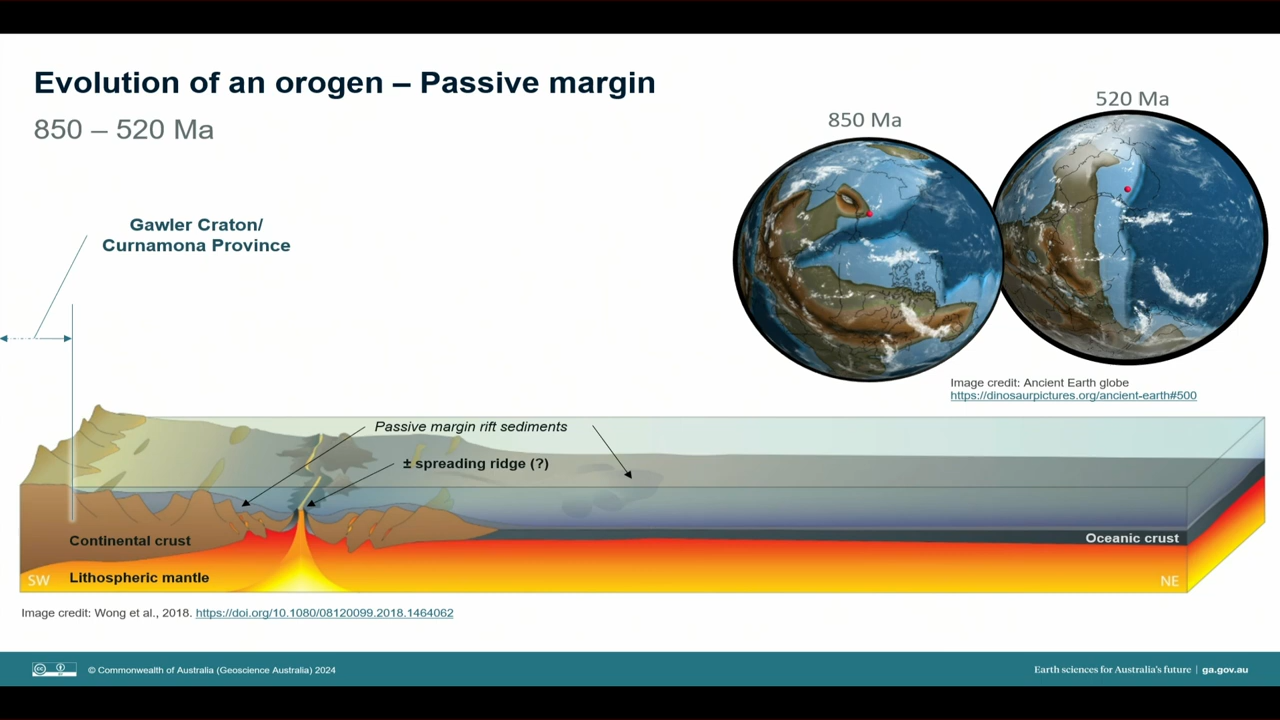 Evolution of an orogen – Passive margin
850 – 520 Ma
850 Ma
520 Ma
Gawler Craton/
Curnamona Province
Image credit: Ancient Earth globe
https://dinosaurpictures.org/ancient-earth#500
Passive margin rift sediments
± spreading ridge (?)
Continental crust
Oceanic crust
SW
Lithospheric mantle
NE
Image credit: Wong et al., 2018. https://doi.org/10.1080/08120099.2018.1464062
© Commonwealth of Australia (Geoscience Australia) 2024
Earth sciences for Australia's future | ga.gov.au